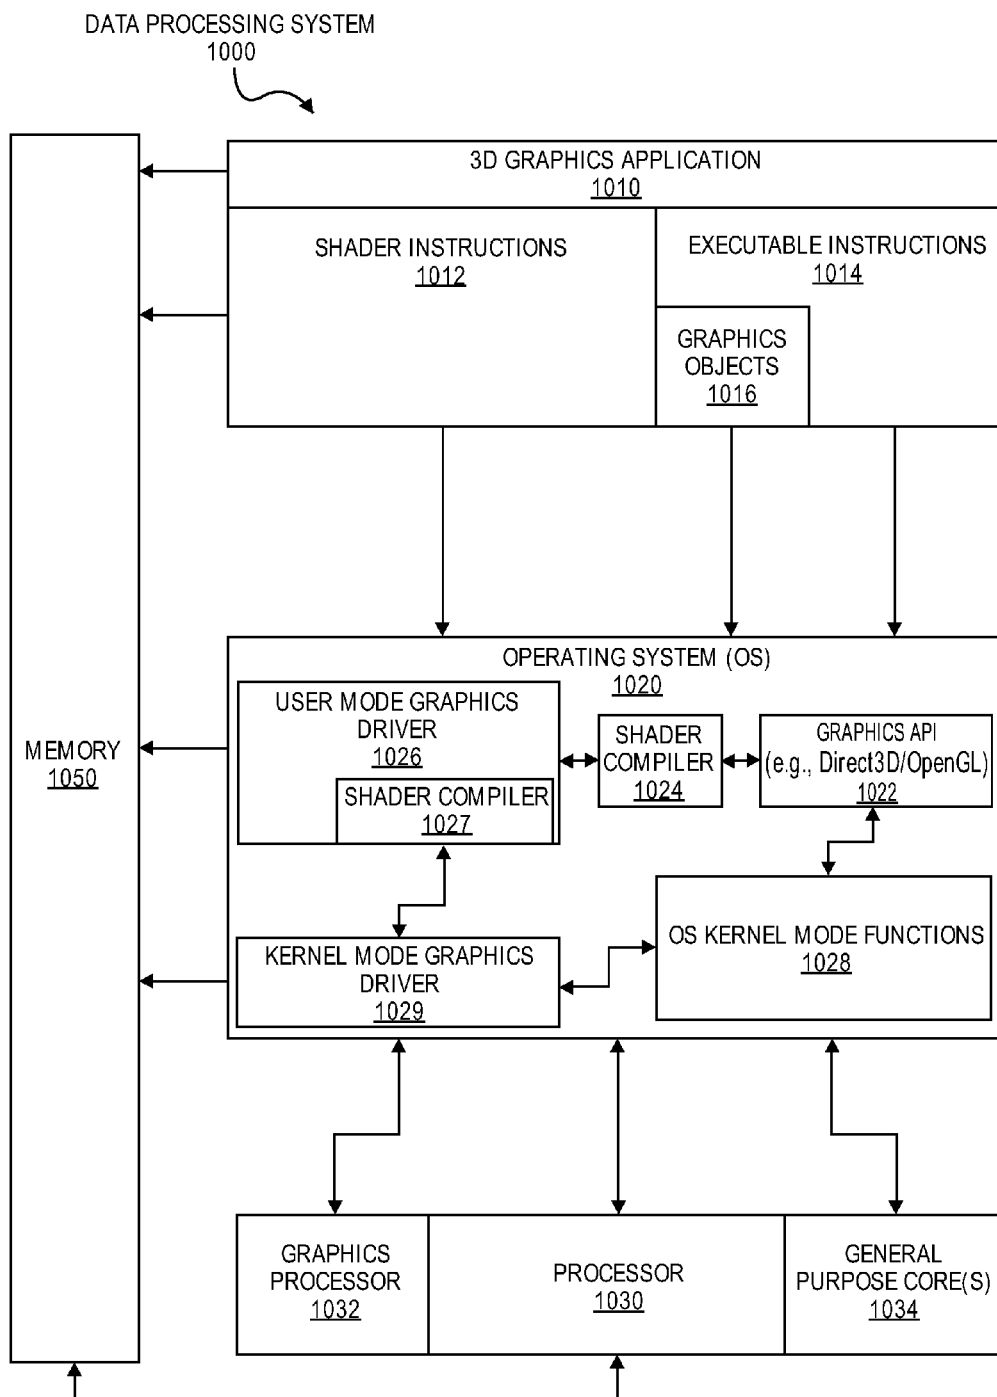 DATA PROCESSING SYSTEM
1000
3D GRAPHICS APPLICATION
1010
SHADER INSTRUCTIONS
1012
EXECUTABLE INSTRUCTIONS
1014
GRAPHICS
OBJECTS
1016
MEMORY
1050
OPERATING SYSTEM (OS)
1020
USER MODE GRAPHICS
DRIVER
1026
SHADER COMPILER
1027
SHADER
COMPILER
1024
GRAPHICS API
(e.g., Direct3D/OpenGL)
1022
KERNEL MODE GRAPHICS
DRIVER
1029
OS KERNEL MODE FUNCTIONS
1028
GRAPHICS
PROCESSOR
1032
PROCESSOR
1030
GENERAL
PURPOSE CORE(S)
1034